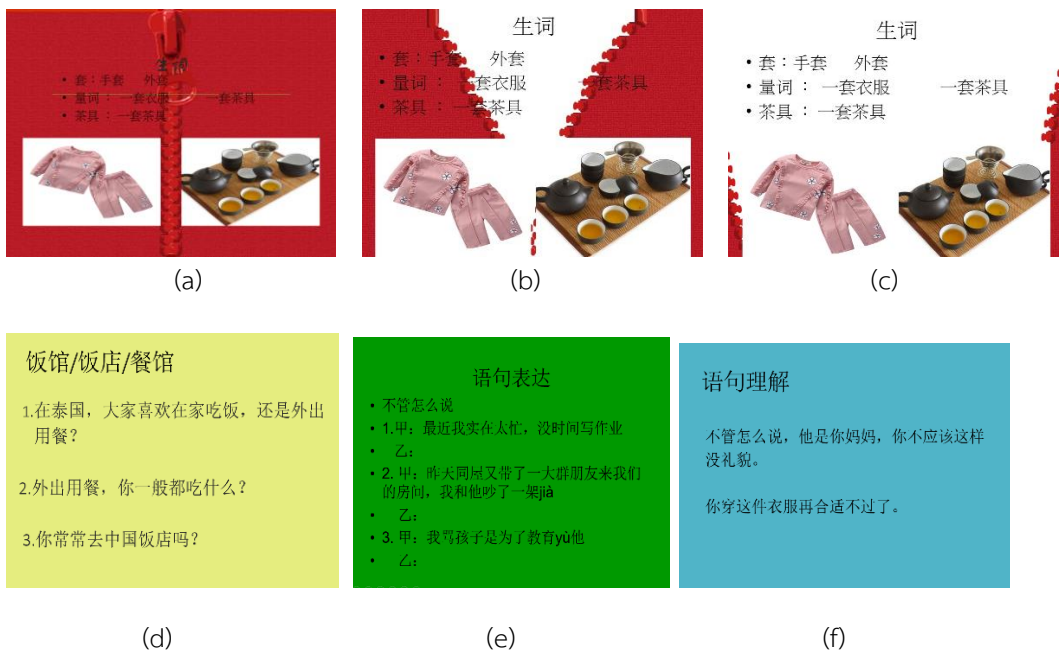 生词
• 套：手套 外套
• 量词： 一套衣服 一套茶具
• 茶具 ：一套茶具
(a)
生词
• 套：手套 外套
• 量词： 一套衣服 一套茶具
• 茶具 ：一套茶具
(b)
生词
• 套：手套 外套
• 量词： 一套衣服 一套茶具
• 茶具 ：一套茶具
(c)
饭馆/饭店/餐馆
1.在泰国，大家喜欢在家吃饭，还是外出
用餐？
2.外出用餐，你一般都吃什么？
3.你常常去中国饭店吗？
(d)
语句表达
• 不管怎么说
• 1.甲：最近我实在太忙，没时间写作业
• 乙：
• 2. 甲：昨天同屋又带了一大群朋友来我们
的房间，我和他吵了一架jià
• 乙：
• 3. 甲：我骂孩子是为了教育yù他
• 乙：
(e)
语句理解
不管怎么说，他是你妈妈，你不应该这样
没礼貌。
你穿这件衣服再合适不过了。
(f)